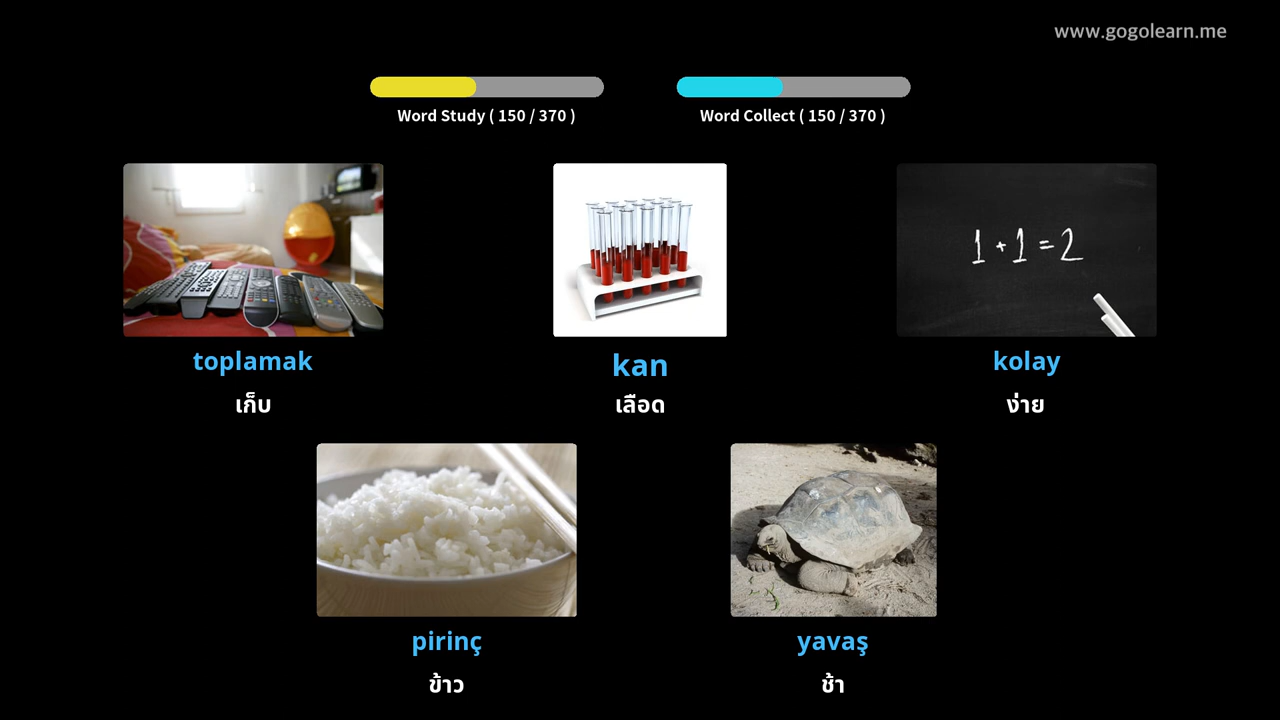 www.gogolearn.me
Word Study ( 150 / 370 )
Word Collect ( 150 / 370 )
1 + 1 = 2
toplamak
เก็บ
kan
เลือด
kolay
ง่าย
pirinç
ข้าว
yavaş
ช้า